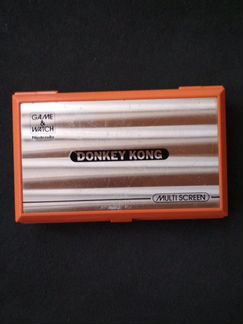 GAME
&
WATCH
Nintendo
DONKEY KONG
MULTI SCREEN